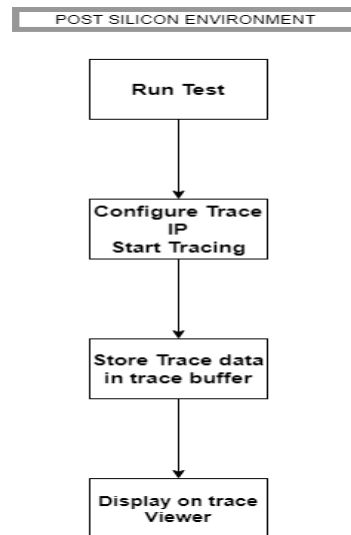 POST SILICON ENVIRONMENT
Run Test
Configure Trace
IP
Start Tracing
Store Trace data
in trace buffer
Display on trace
Viewer